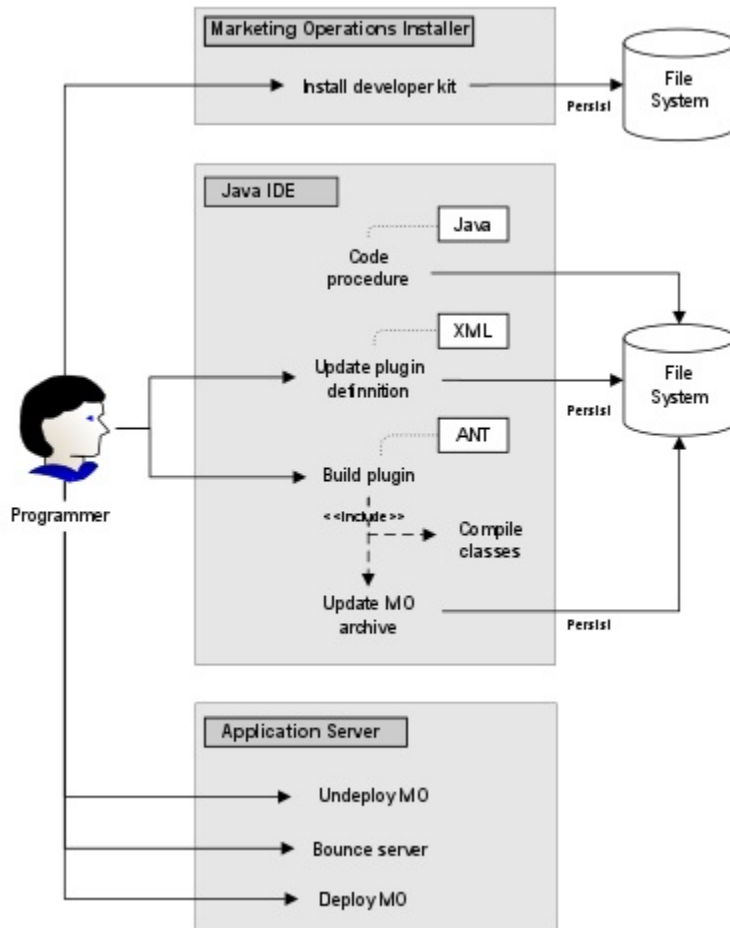 Marketing Operations Installer
Install developer kit
Persist
File
System
Java IDE
Java
Code
procedure
XML
Update plugin
definnition
Persist
File
System
ANT
Build plugin
<<Include>>
Compile
classes
Update MO
archive
Persist
Programmer
Application Server
Undeploy MO
Bounce server
Deploy MO